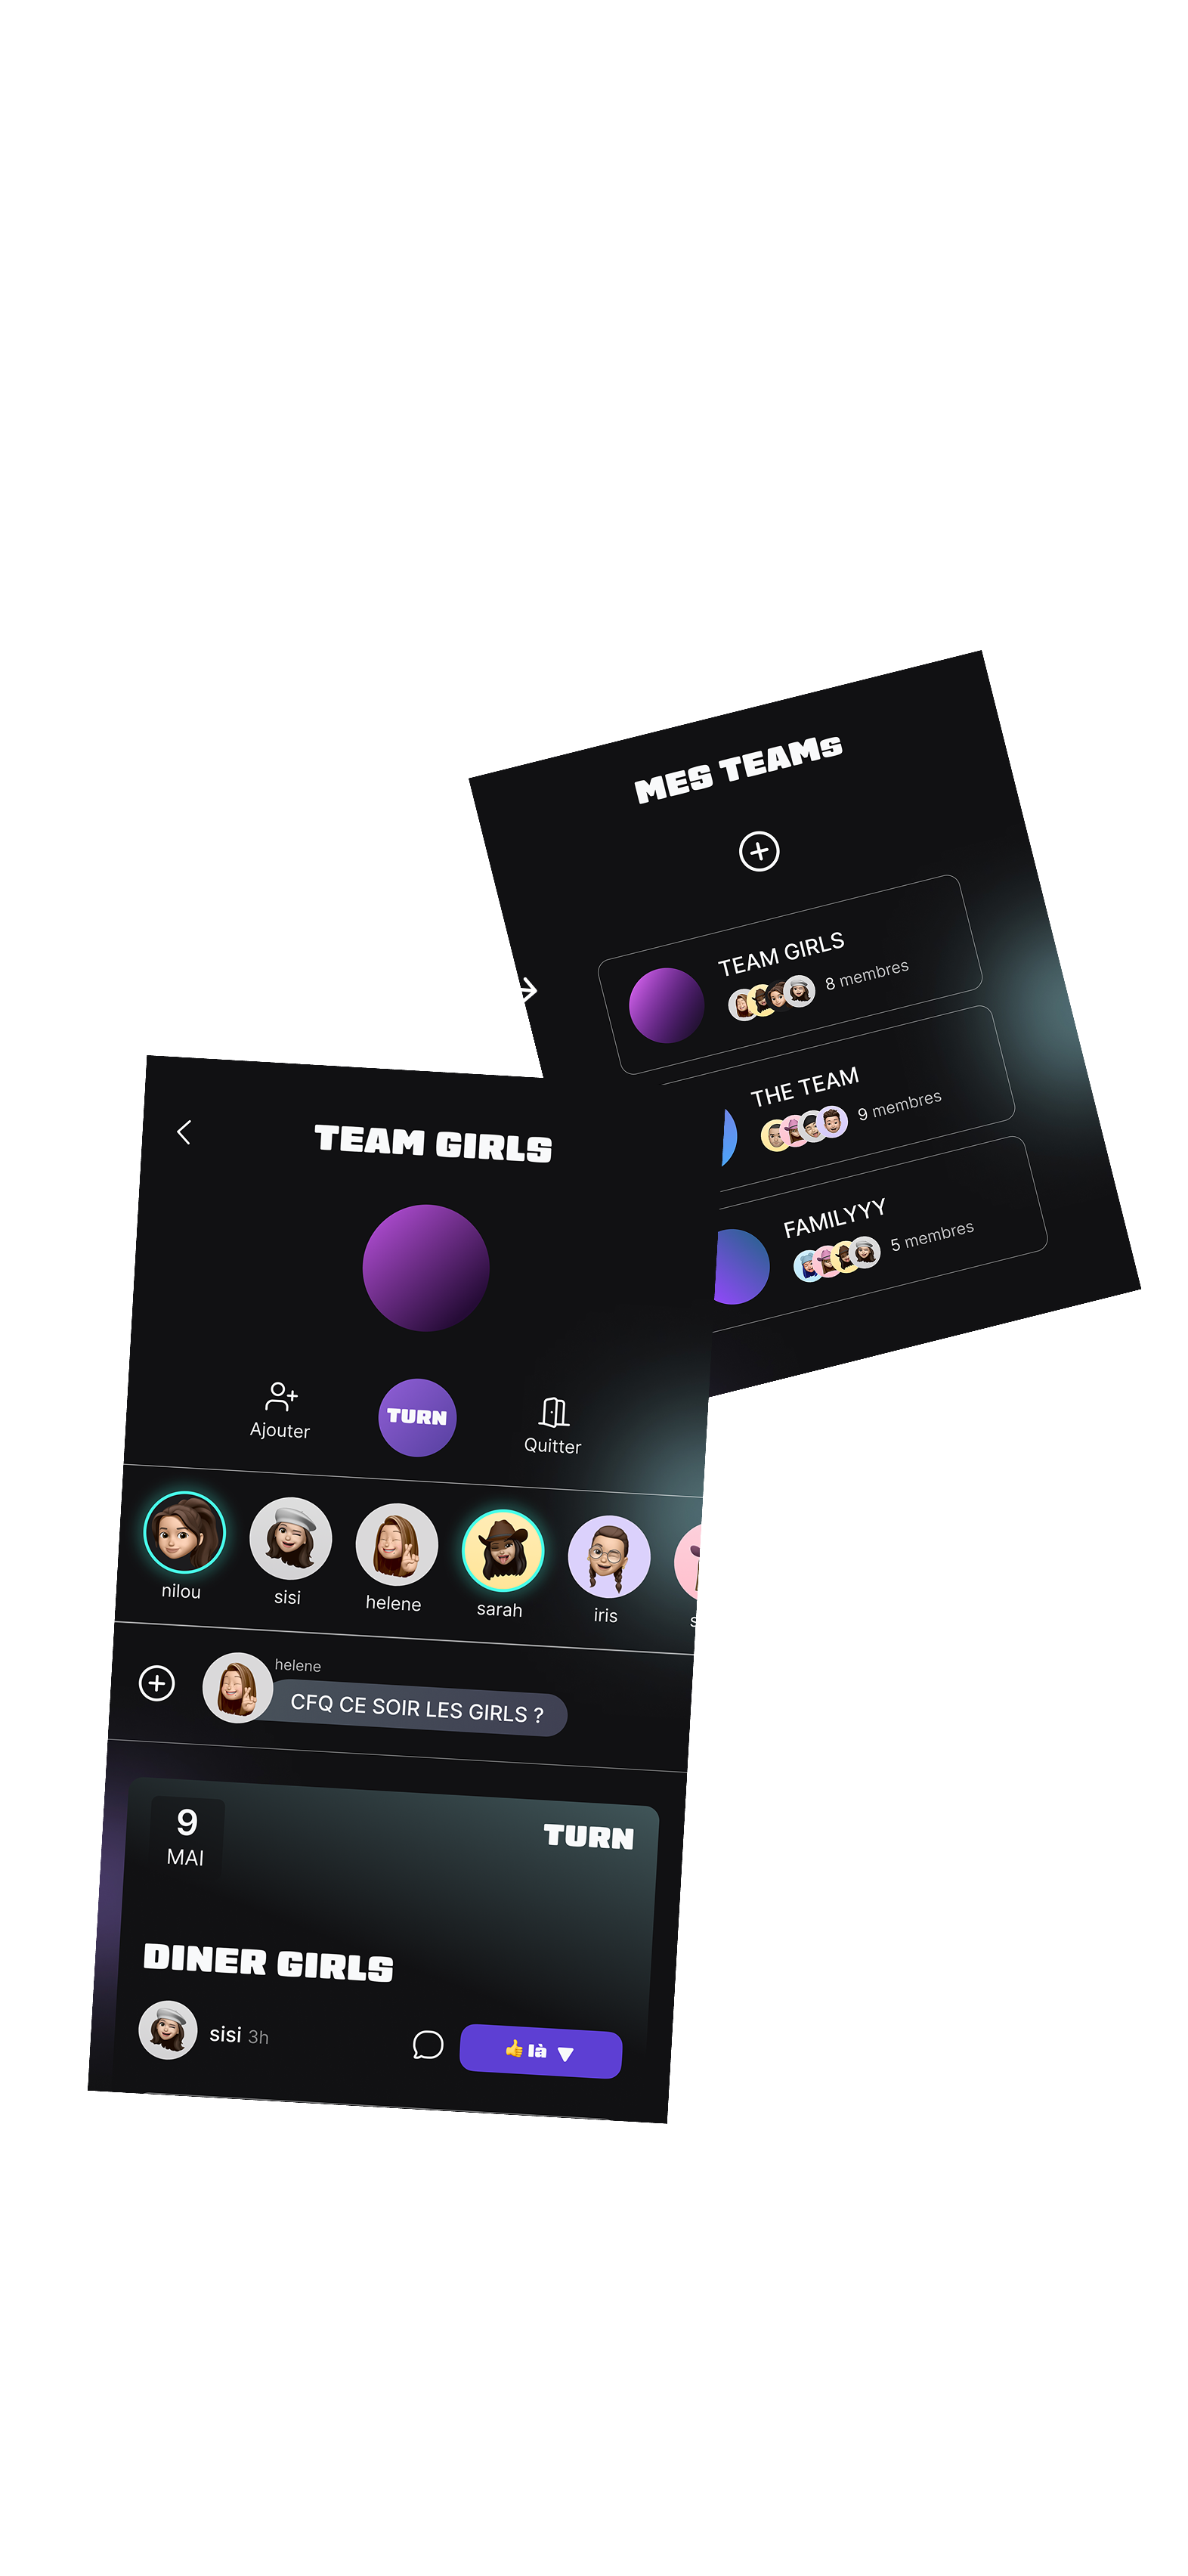 MES TEAMs
TEAM GIRLS
8 membres
THE TEAM
9 membres
FAMILYYY
5 membres
TEAM GIRLS
Ajouter
TURN
Quitter
nilou
sisi
helene
sarah
iris
s
helene
CFQ CE SOIR LES GIRLS ?
9
MAI
TURN
DINER GIRLS
sisi 3h
👍 là